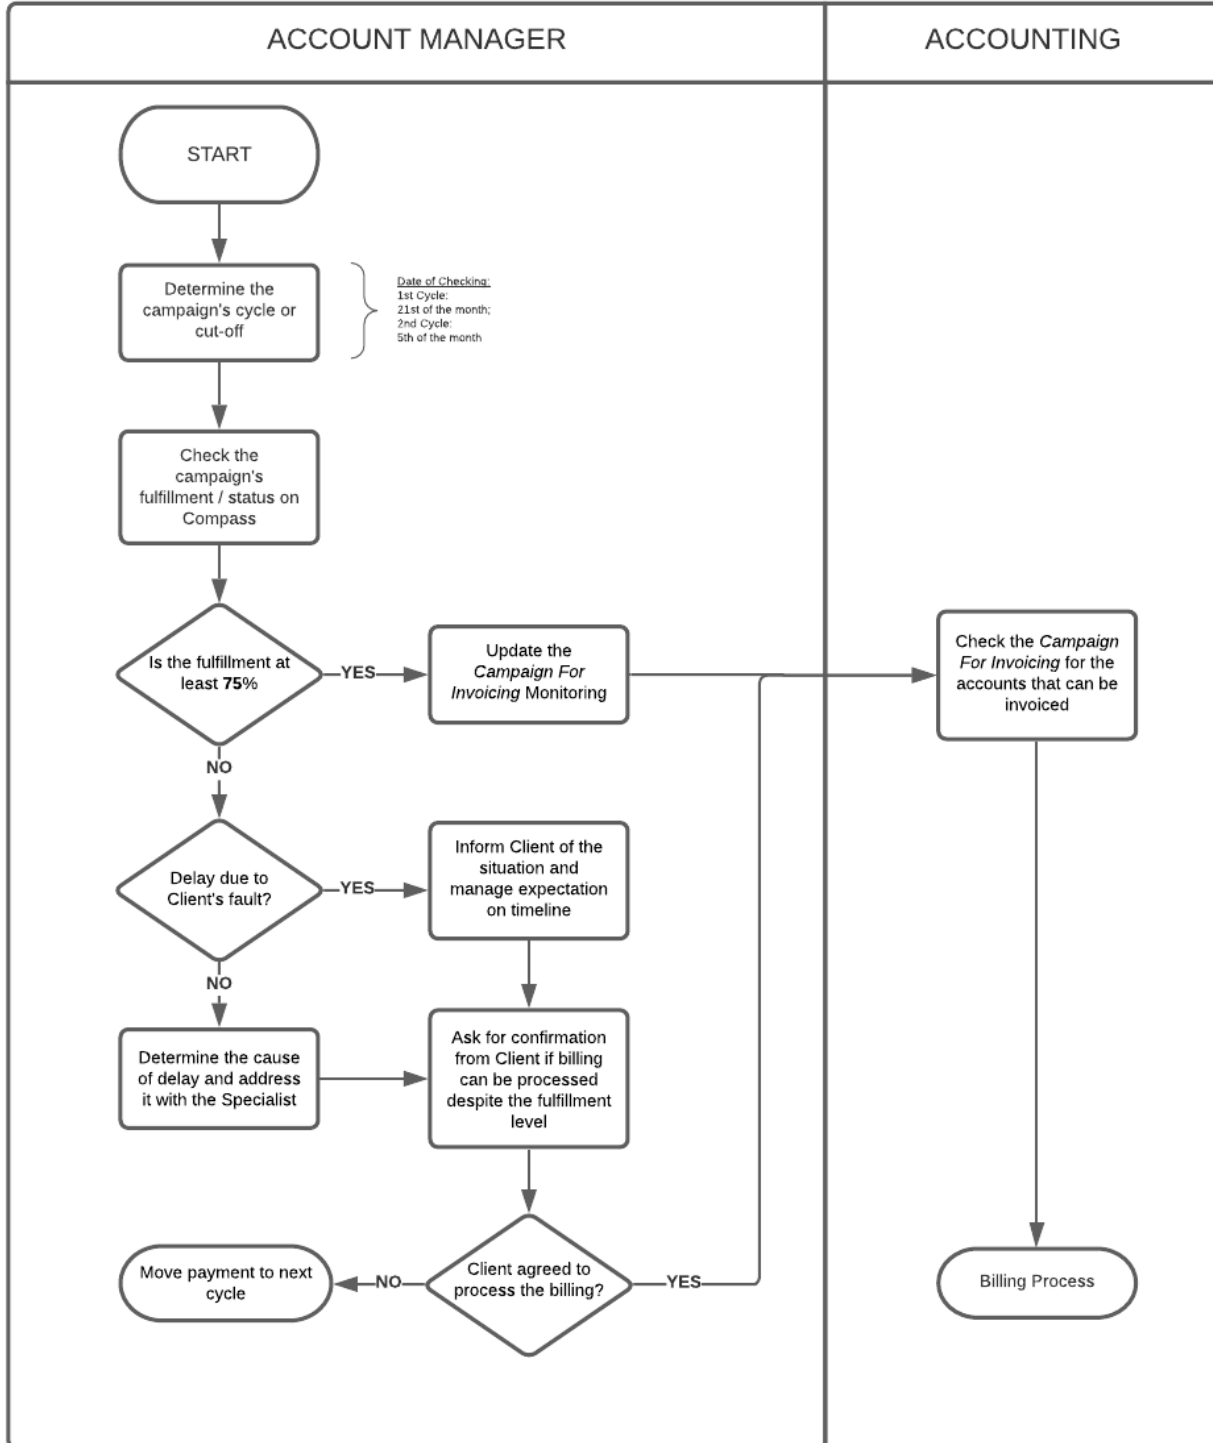 ACCOUNT MANAGER
ACCOUNTING
START
Determine the
campaign's cycle or
cut-off
Date of Checking:
1st Cycle:
21st of the month;
2nd Cycle:
5th of the month
Check the
campaign's
fulfillment / status on
Compass
Is the fulfillment at
least 75%
YES
Update the
Campaign For
Invoicing Monitoring
Check the Campaign
For Invoicing for the
accounts that can be
invoiced
NO
Delay due to
Client's fault?
YES
Inform Client of the
situation and
manage expectation
on timeline
NO
Determine the cause
of delay and address
it with the Specialist
Ask for confirmation
from Client if billing
can be processed
despite the fulfillment
level
Move payment to next
cycle
NO
Client agreed to
process the billing?
YES
Billing Process